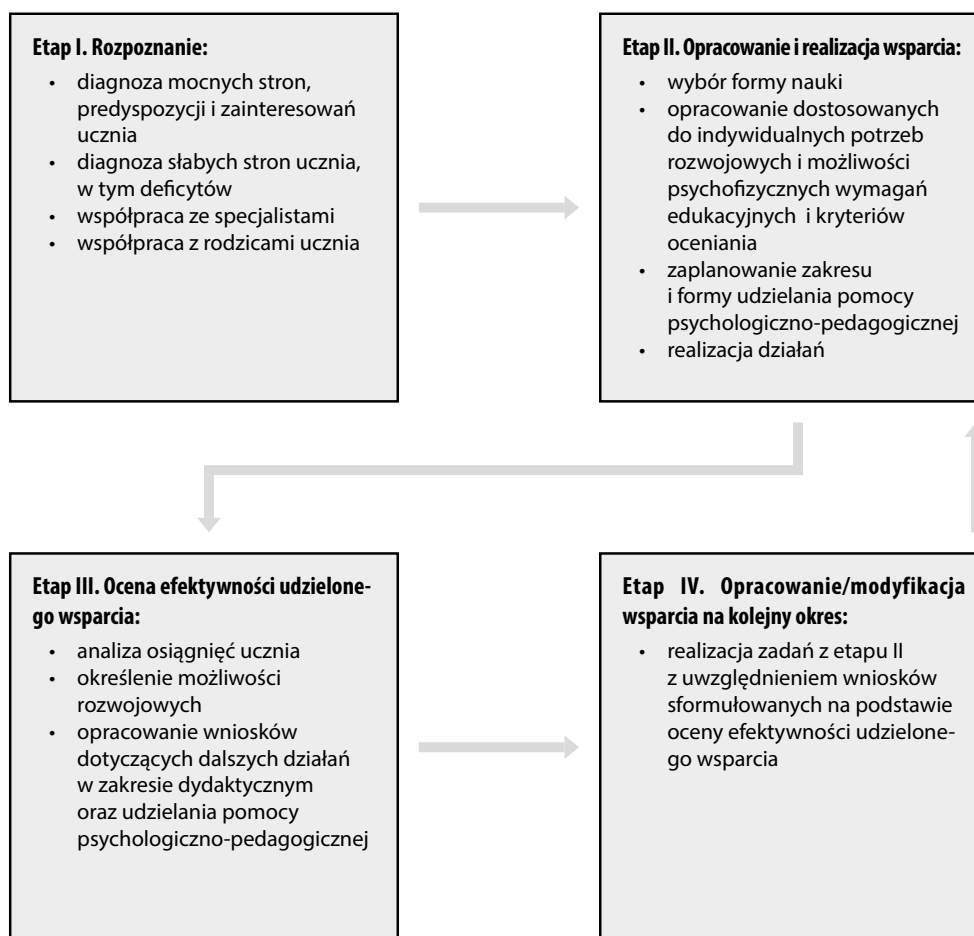 Etap I. Rozpoznanie:
• diagnoza mocnych stron,
predyspozycji i zainteresowań
ucznia
• diagnoza słabych stron ucznia,
w tym deficytów
• współpraca ze specjalistami
• współpraca z rodzicami ucznia
Etap II. Opracowanie i realizacja wsparcia:
• wybór formy nauki
• opracowanie dostosowanych
do indywidualnych potrzeb
rozwojowych i możliwości
psychofizycznych wymagań
edukacyjnych i kryteriów
oceniania
• zaplanowanie zakresu
i formy udzielania pomocy
psychologiczno-pedagogicznej
• realizacja działań
Etap III. Ocena efektywności udzielone-
go wsparcia:
• analiza osiągnięć ucznia
• określenie możliwości
rozwojowych
• opracowanie wniosków
dotyczących dalszych działań
w zakresie dydaktycznym
oraz udzielania pomocy
psychologiczno-pedagogicznej
Etap IV. Opracowanie/modyfikacja
wsparcia na kolejny okres:
• realizacja zadań z etapu II
z uwzględnieniem wniosków
sformułowanych na podstawie
oceny efektywności udzielone-
go wsparcia